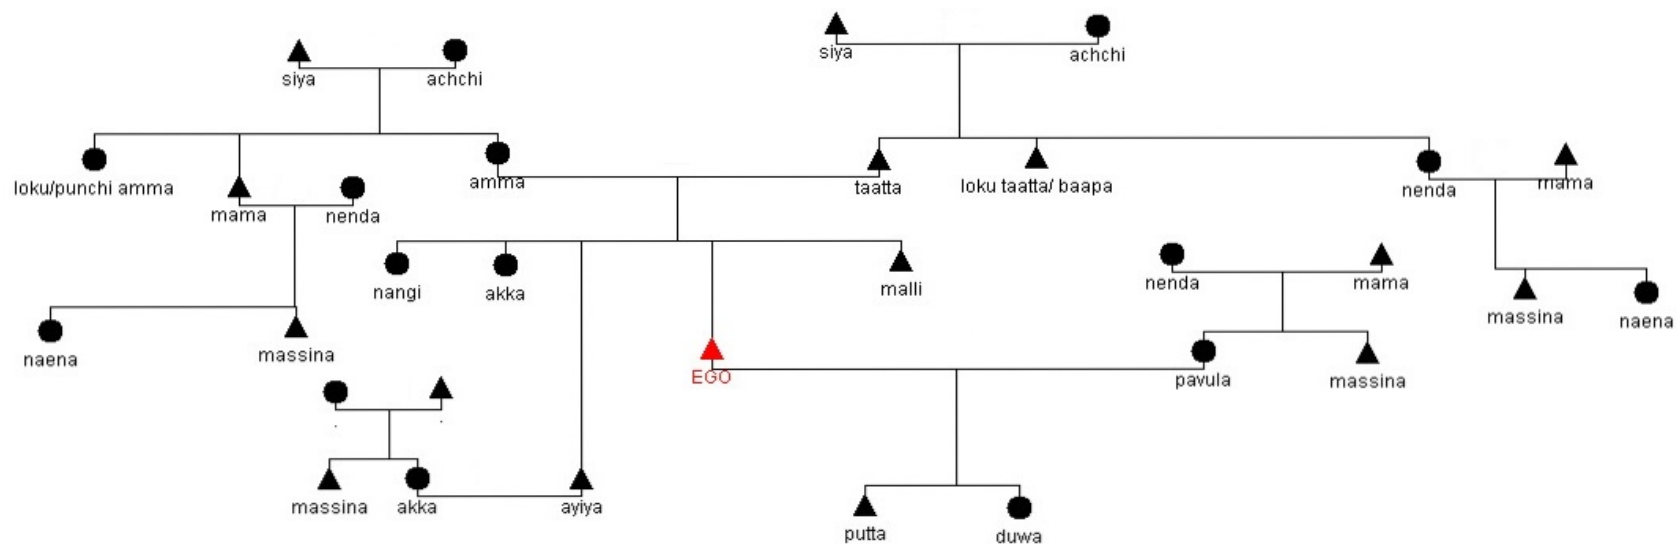 siya
achchi
siya
achchi
loku/punchi amma
mama
nenda
amma
taatta
loku taatta/ baapa
nenda
mama
nangi
akka
malli
nenda
mama
massina
naena
naena
massina
EGO
pavula
massina
massina
akka
ayiya
putta
duwa